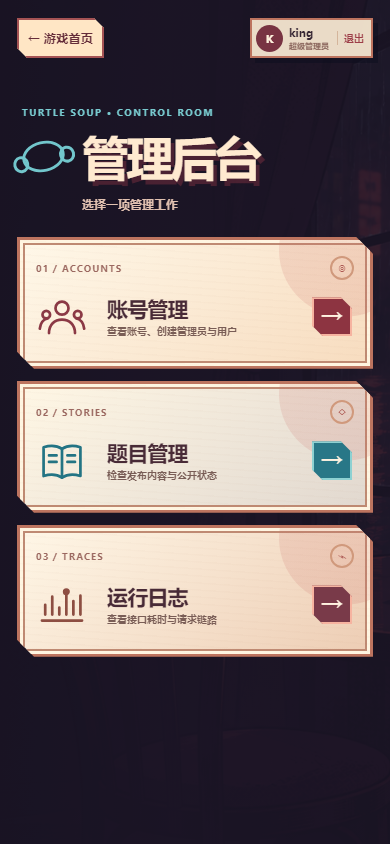 ← 游戏首页
K
king
超级管理员
退出
TURTLE SOUP • CONTROL ROOM
管理后台
选择一项管理工作
01 / ACCOUNTS
账号管理
查看账号、创建管理员与用户
→
02 / STORIES
题目管理
检查发布内容与公开状态
→
03 / TRACES
运行日志
查看接口耗时与请求链路
→